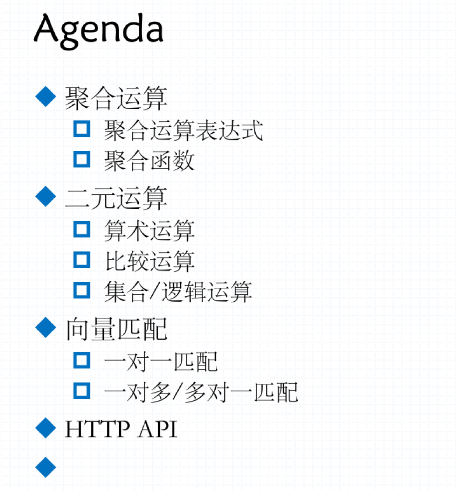 Agenda
聚合运算
聚合运算表达式
聚合函数
二元运算
算术运算
比较运算
集合/逻辑运算
向量匹配
一对一匹配
一对多/多对一匹配
HTTP API